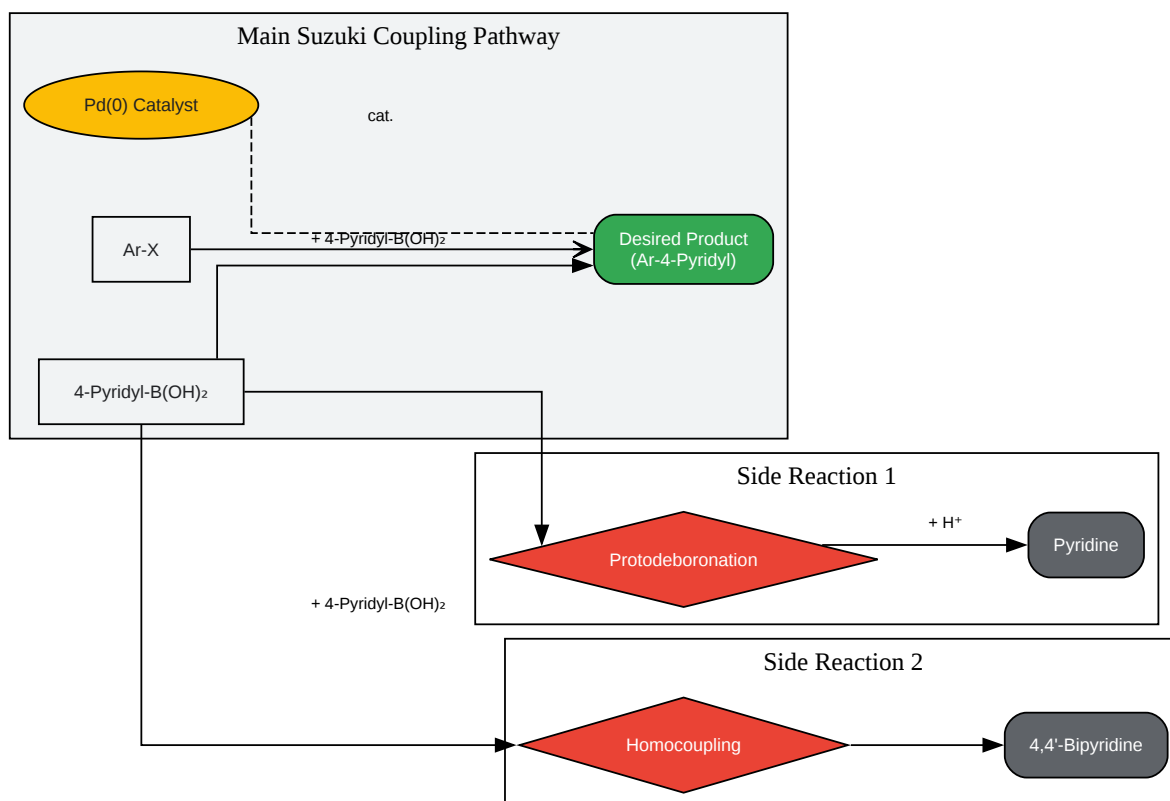 Main Suzuki Coupling Pathway
Pd(0) Catalyst
cat.
Ar-X
+ 4-Pyridyl-B(OH)₂
Desired Product
(Ar-4-Pyridyl)
4-Pyridyl-B(OH)₂
Side Reaction 1
+ H⁺
Protodeboronation
Pyridine
+ 4-Pyridyl-B(OH)₂
Side Reaction 2
Homocoupling
4,4'-Bipyridine